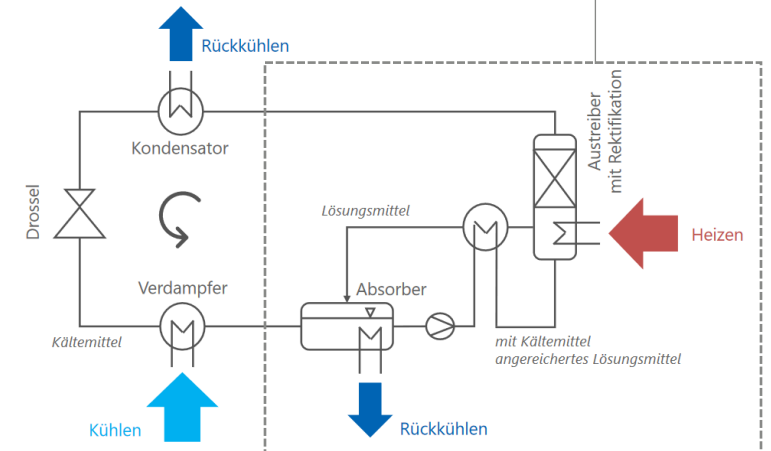 Rückkühlen
Kondensator
Austreiber
mit Rektifikation
Drossel
Lösungsmittel
Heizen
Verdampfer
Absorber
Kältemittel
mit Kältemittel
angereichertes Lösungsmittel
Kühlen
Rückkühlen